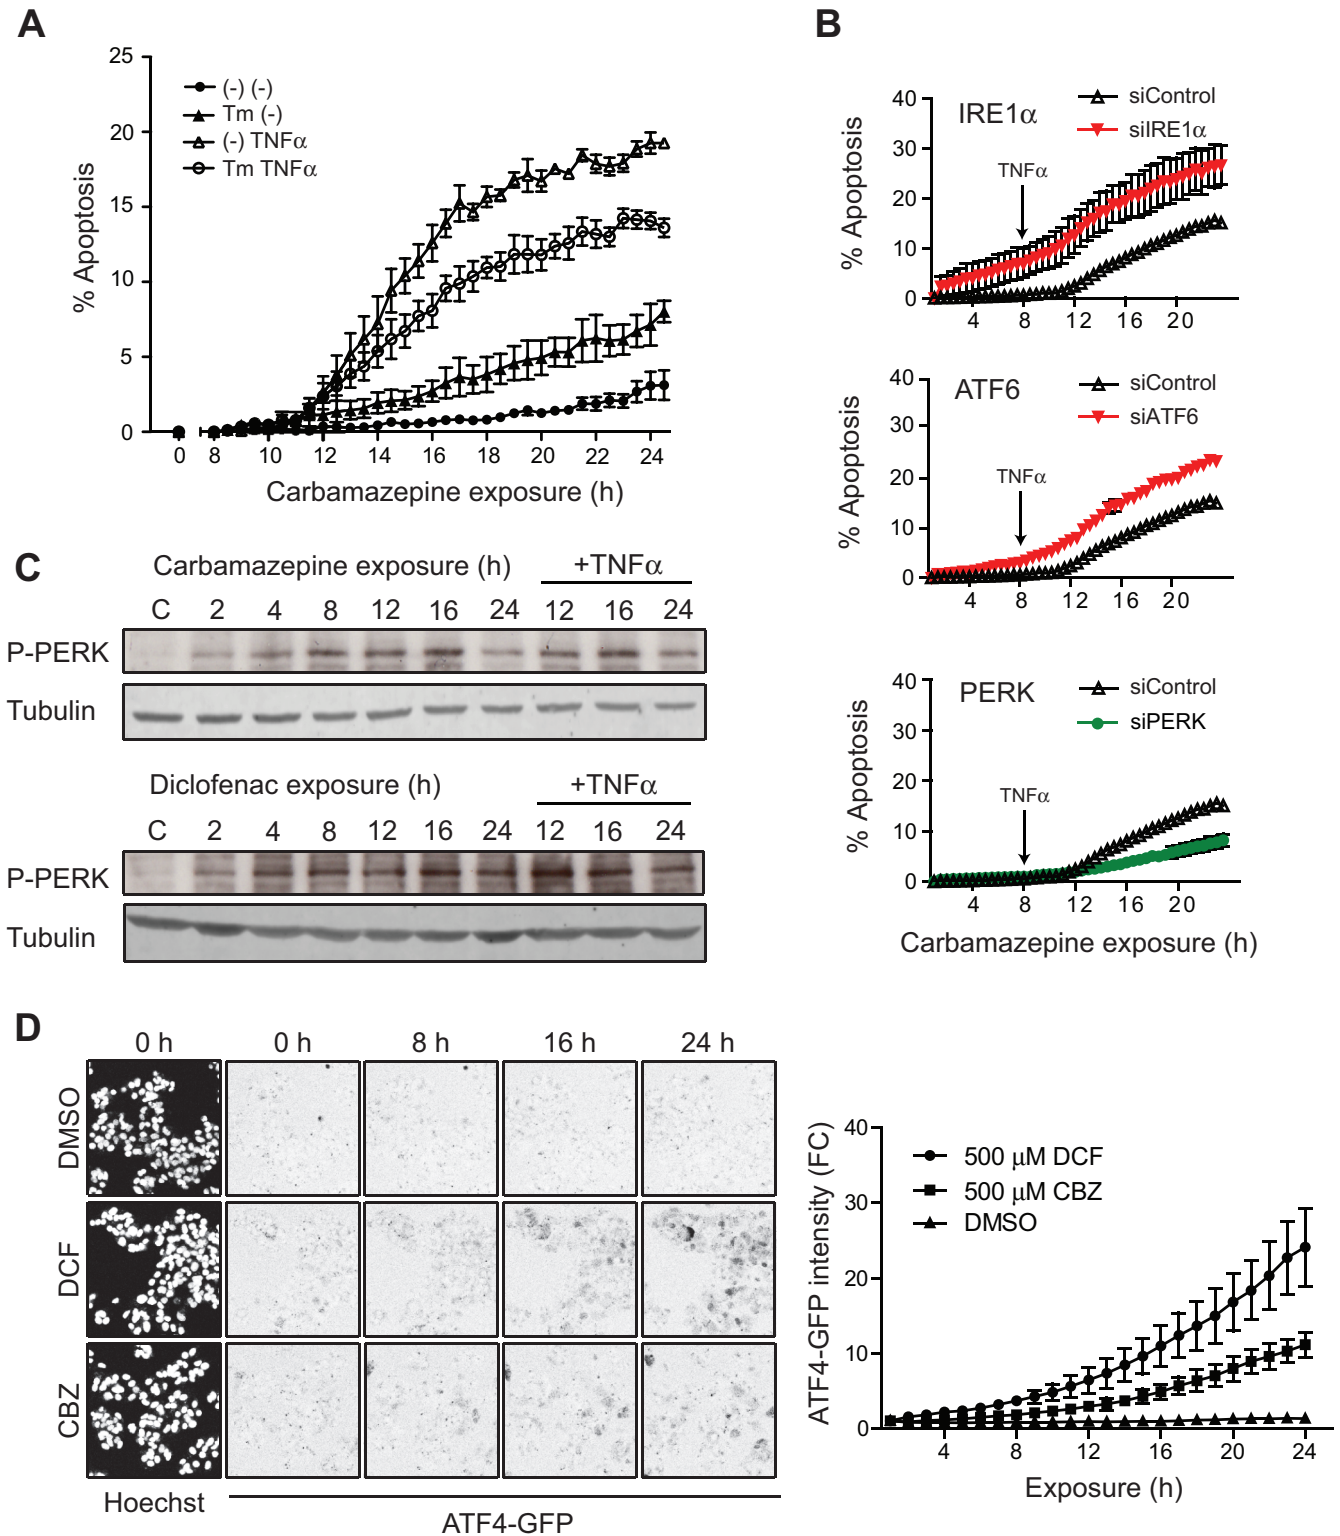 A
25
20
15
10
5
0
% Apoptosis
(-) (-)
Tm (-)
(-) TNFα
Tm TNFα
0 8 10 12 14 16 18 20 22 24
Carbamazepine exposure (h)
B
40
30
20
10
0
% Apoptosis
IRE1α
siControl
siIRE1α
TNFα
4 8 12 16 20
40
30
20
10
0
% Apoptosis
ATF6
siControl
siATF6
TNFα
4 8 12 16 20
40
30
20
10
0
% Apoptosis
PERK
siControl
siPERK
TNFα
4 8 12 16 20
Carbamazepine exposure (h)
C
Carbamazepine exposure (h) +TNFα
C 2 4 8 12 16 24 12 16 24
P-PERK
Tubulin
Diclofenac exposure (h) +TNFα
C 2 4 8 12 16 24 12 16 24
P-PERK
Tubulin
D
0 h 0 h 8 h 16 h 24 h
DMSO
DCF
CBZ
Hoechst
ATF4-GFP
40
30
20
10
0
ATF4-GFP intensity (FC)
500 μM DCF
500 μM CBZ
DMSO
4 8 12 16 20 24
Exposure (h)